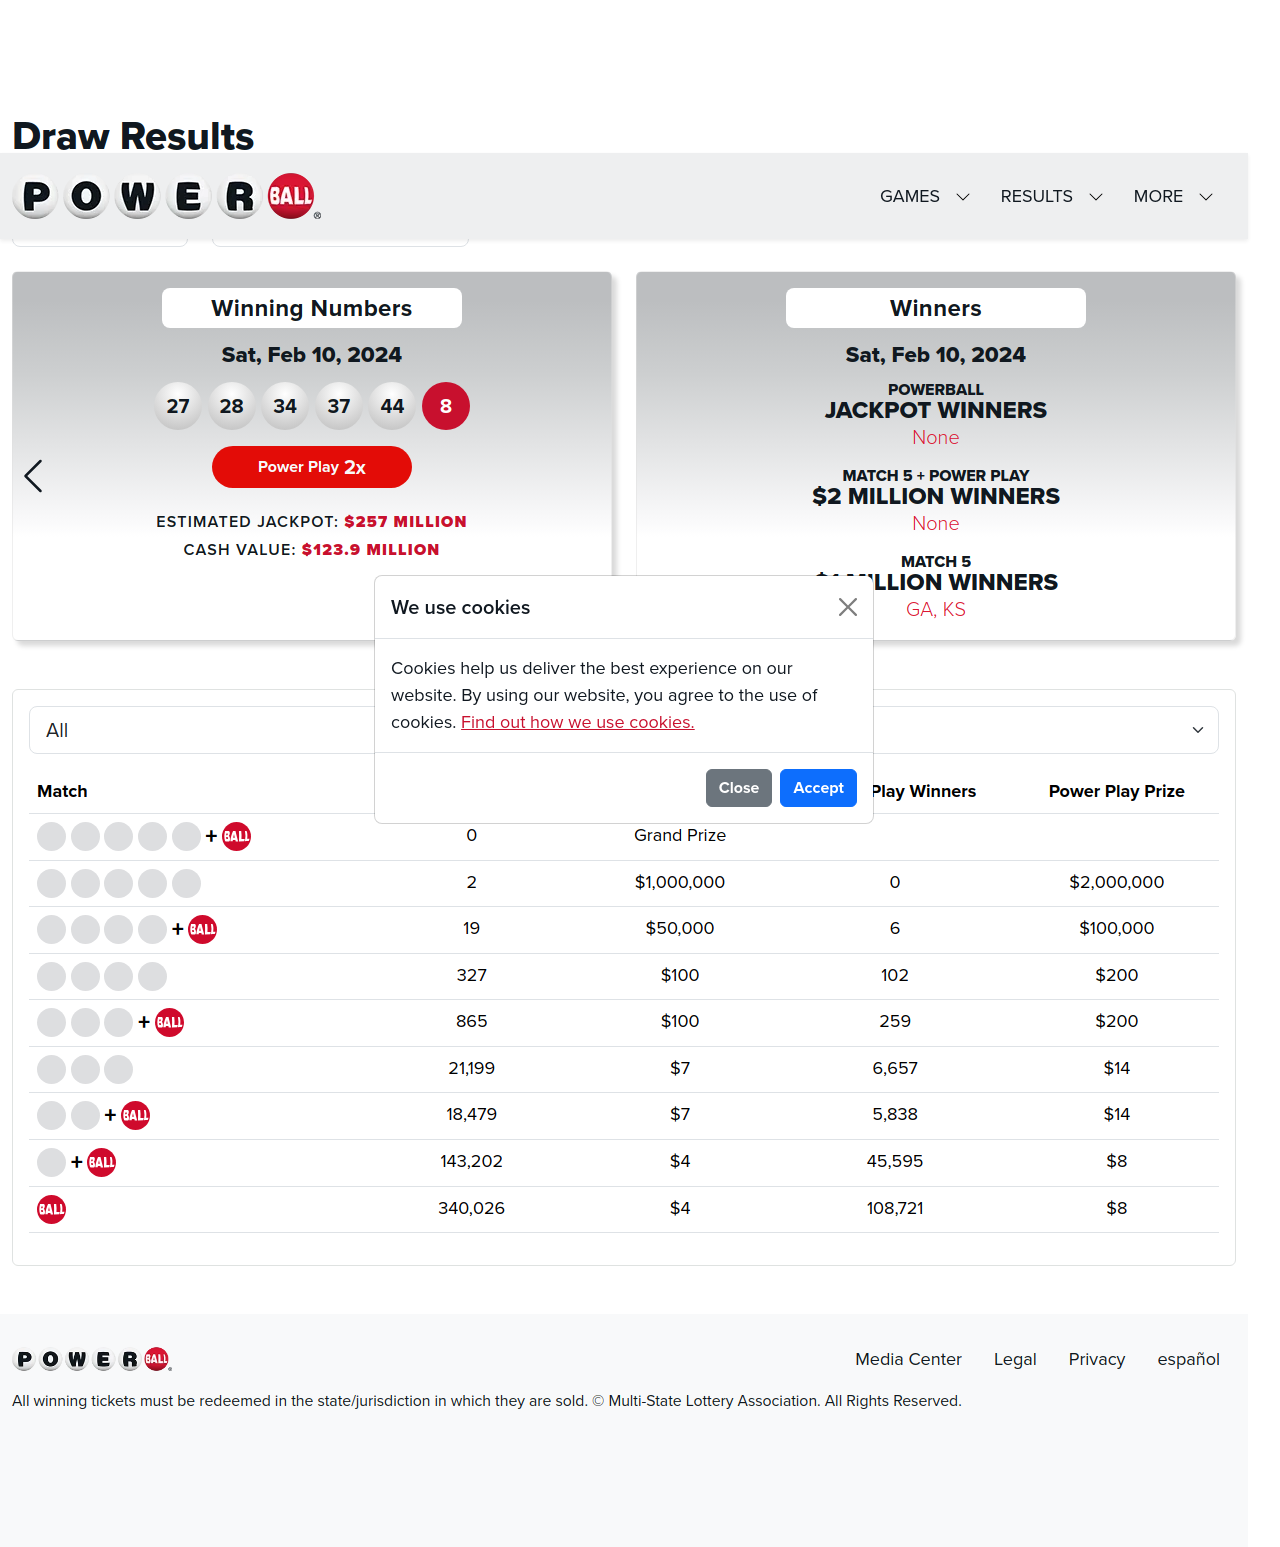 Draw Results
POWERBALL®
GAMES
RESULTS
MORE
Winning Numbers
Sat, Feb 10, 2024
27 28 34 37 44 8
Power Play 2x
ESTIMATED JACKPOT: $257 MILLION
CASH VALUE: $123.9 MILLION
Winners
Sat, Feb 10, 2024
POWERBALL
JACKPOT WINNERS
None
MATCH 5 + POWER PLAY
$2 MILLION WINNERS
None
MATCH 5
MILLION WINNERS
GA, KS
We use cookies
Cookies help us deliver the best experience on our
website. By using our website, you agree to the use of
cookies. Find out how we use cookies.
Close Accept
All
Match Play Winners Power Play Prize
+ BALL 0 Grand Prize
2 $1,000,000 0 $2,000,000
+ BALL 19 $50,000 6 $100,000
327 $100 102 $200
+ BALL 865 $100 259 $200
21,199 $7 6,657 $14
+ BALL 18,479 $7 5,838 $14
+ BALL 143,202 $4 45,595 $8
BALL 340,026 $4 108,721 $8
POWERBALL®
Media Center Legal Privacy español
All winning tickets must be redeemed in the state/jurisdiction in which they are sold. © Multi-State Lottery Association. All Rights Reserved.